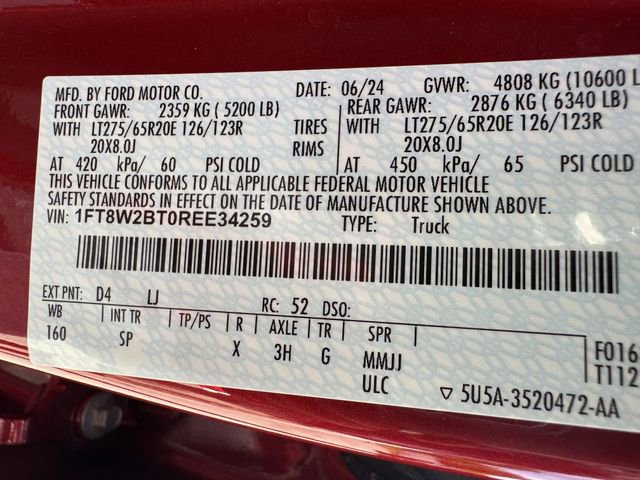 MFD. BY FORD MOTOR CO. DATE: 06/24 GVWR: 4808 KG (10600 L
FRONT GAWR: 2359 KG ( 5200 LB) REAR GAWR: 2876 KG ( 6340 LB)
WITH LT275/65R20E 126/123R TIRES WITH LT275/65R20E 126/123R
20X8.0J RIMS 20X8.0J
AT 420 kPa/ 60 PSI COLD AT 450 kPa/ 65 PSI COLD
THIS VEHICLE CONFORMS TO ALL APPLICABLE FEDERAL MOTOR VEHICLE
SAFETY STANDARDS IN EFFECT ON THE DATE OF MANUFACTURE SHOWN ABOVE.
VIN: 1FT8W2BT0REE34259 TYPE: Truck
EXT PNT: D4 LJ RC: 52 DSO:
WB INT TR TP/PS R AXLE TR SPR
160 SP X 3H G MMJJ
ULC
F016
T112
▽ 5U5A-3520472-AA